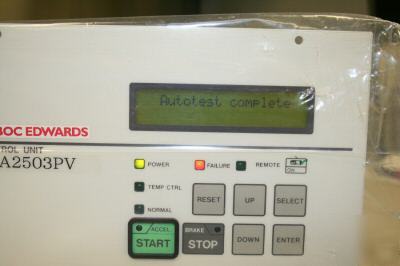 Autotest complete
BOC EDWARDS
TROL UNIT
A2503PV
POWER
FAILURE
REMOTE
TEMP CTRL
NORMAL
RESET
UP
SELECT
ACCEL
START
BRAKE
STOP
DOWN
ENTER